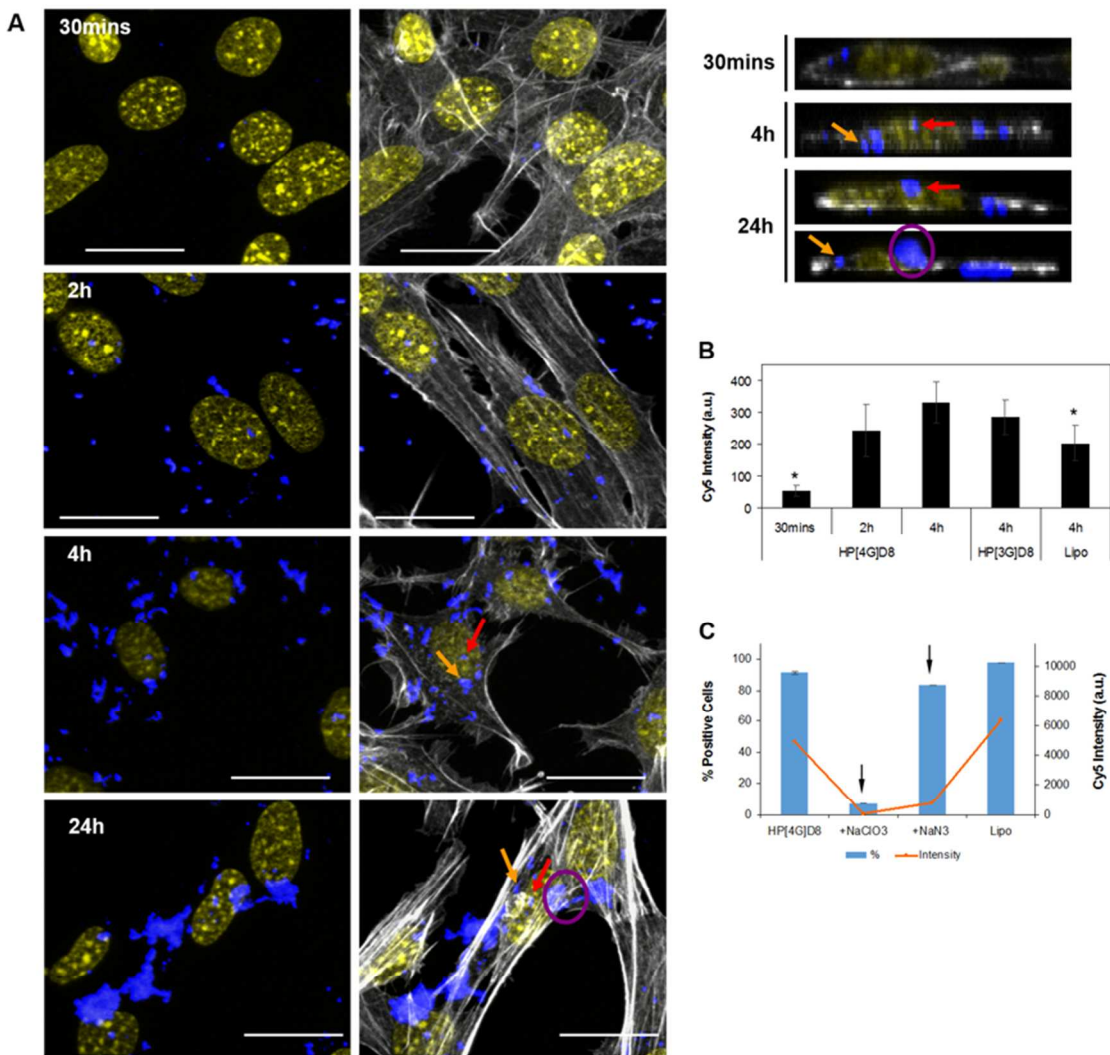 A
30mins
2h
4h
24h
30mins
4h
24h
B
Cy5 Intensity (a.u.)
400
300
200
100
0
*
*
30mins 2h 4h 4h 4h
HP[4G]D8 HP[3G]D8 Lipo
C
% Positive Cells
100
80
60
40
20
0
10000
8000
6000
4000
2000
0
Cy5 Intensity (a.u.)
HP[4G]D8 +NaClO3 +NaN3 Lipo
% Intensity